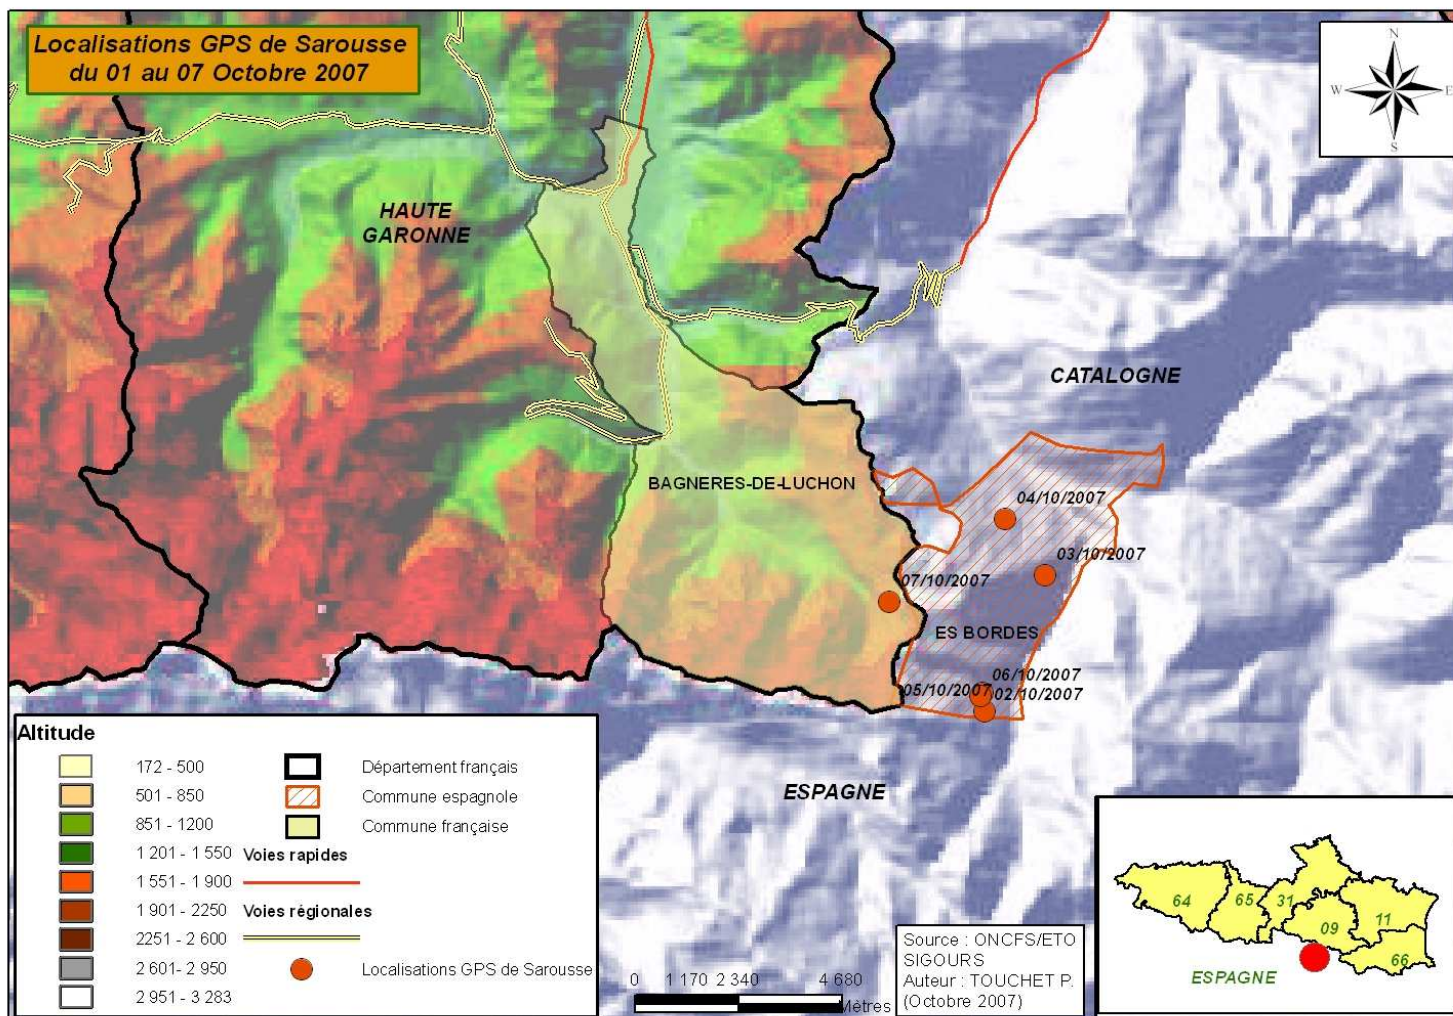 Localisations GPS de Sarousse
du 01 au 07 Octobre 2007
N
W
E
S
HAUTE
GARONNE
CATALOGNE
BAGNERES-DE-LUCHON
04/10/2007
03/10/2007
07/10/2007
ES BORDES
06/10/2007
05/10/2007
02/10/2007
ESPAGNE
Altitude
172 - 500
501 - 850
851 - 1200
1 201 - 1 550
1 551 - 1 900
1 901 - 2250
2251 - 2 600
2 601 - 2 950
2 951 - 3 283
Département français
Commune espagnole
Commune française
Voies rapides
Voies régionales
Localisations GPS de Sarousse
0 1 170 2 340 4 680
Mètres
Source : ONCFS/ETO
SIGOURS
Auteur : TOUCHET P.
(Octobre 2007)
64
65
31
09
11
66
ESPAGNE